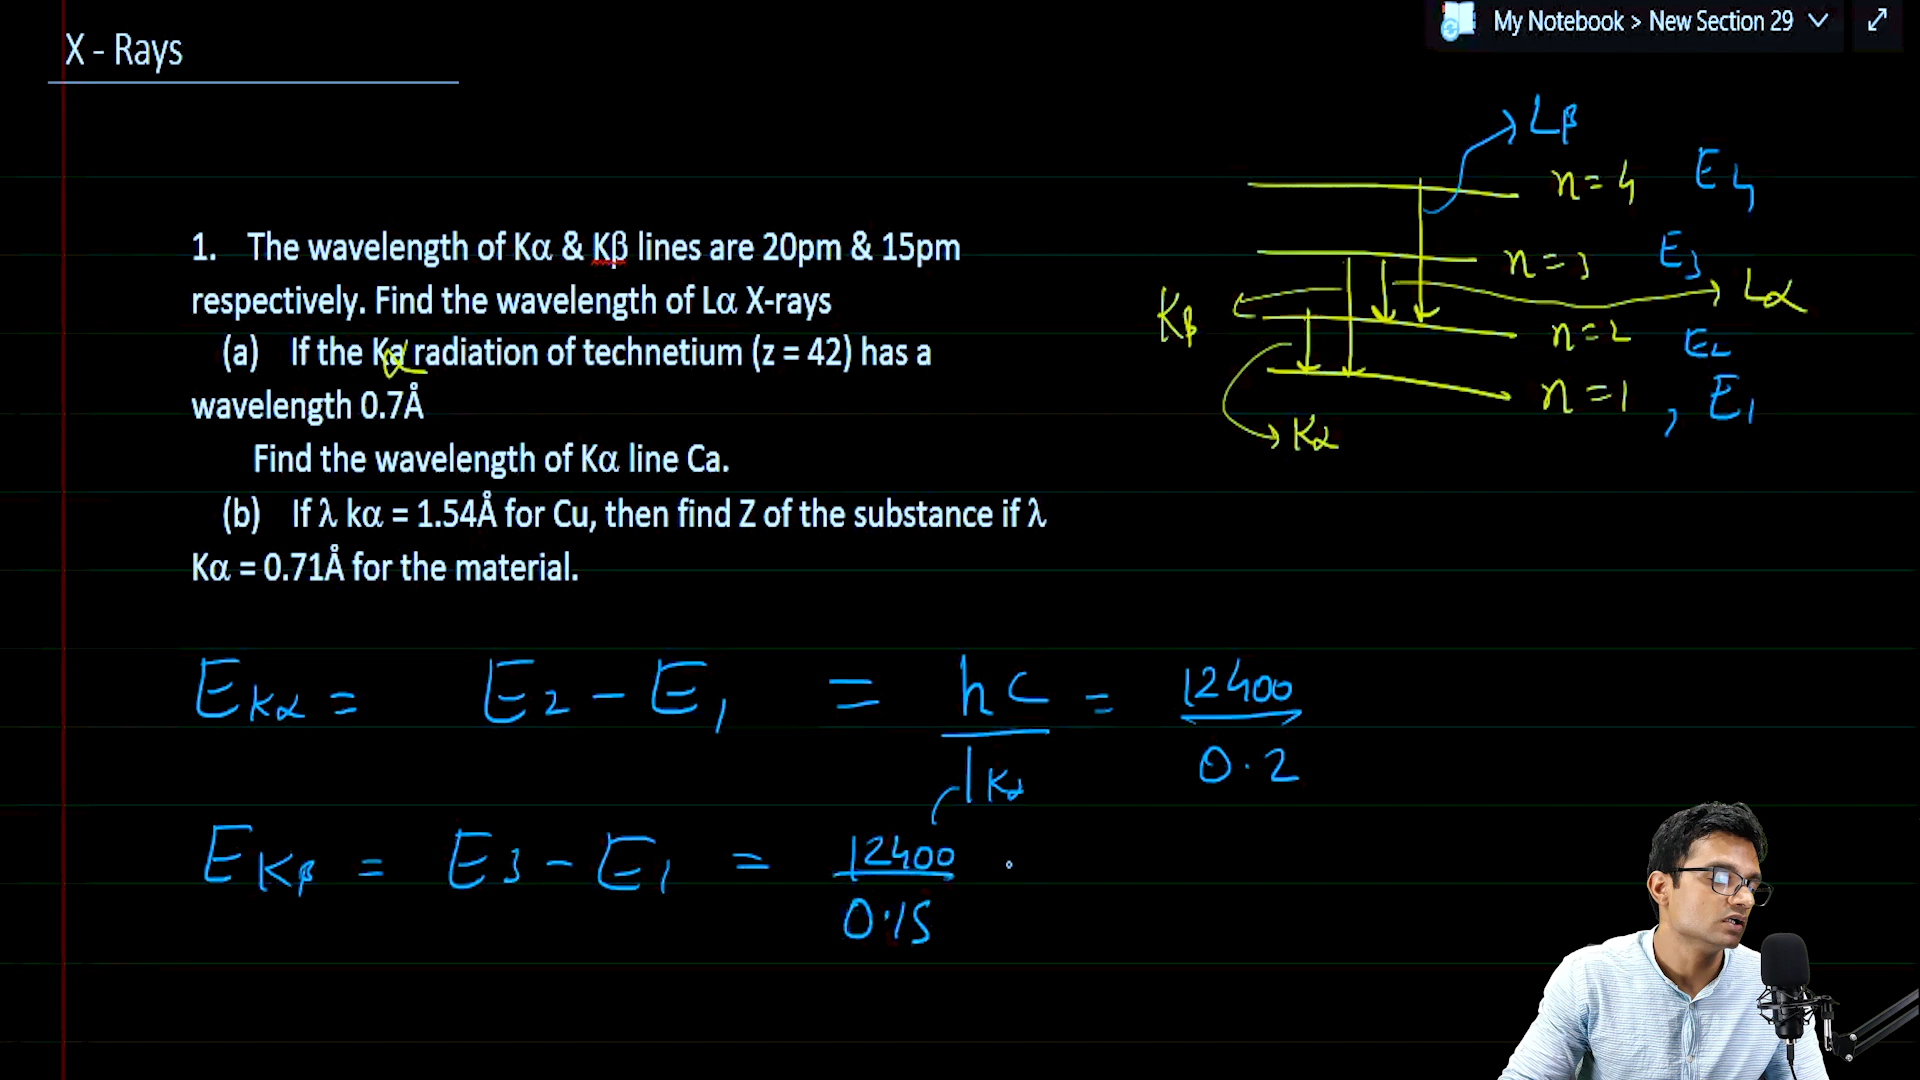 My Notebook > New Section 29
X - Rays
1. The wavelength of Kα & Kβ lines are 20pm & 15pm
respectively. Find the wavelength of Lα X-rays
(a) If the Kα radiation of technetium (z = 42) has a
wavelength 0.7Å
Find the wavelength of Kα line Ca.
(b) If λ kα = 1.54Å for Cu, then find Z of the substance if λ
Kα = 0.71Å for the material.
Lβ
n = 4 E4
n = 3 E3
Lα
Kβ
n = 2 E2
n = 1 , E1
Kα
EKα = E2 - E1 = hc / λKα = 12400 / 0.2
EKβ = E3 - E1 = 12400 / 0.15